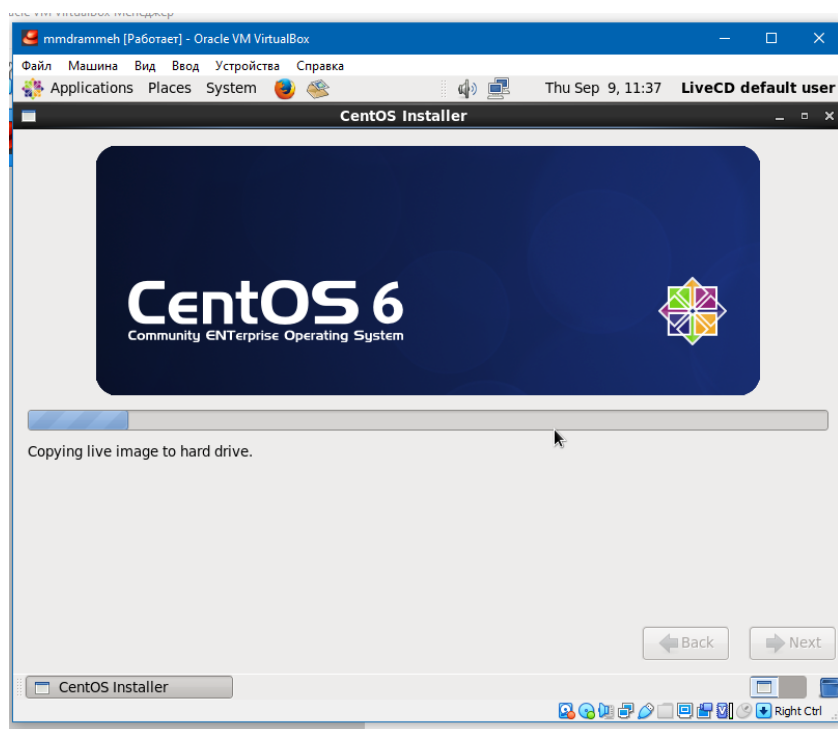 mmdrammeh [Работает] - Oracle VM VirtualBox
Файл Машина Вид Ввод Устройства Справка
Applications Places System Thu Sep 9, 11:37 LiveCD default user
CentOS Installer
CentOS 6
Community ENTerprise Operating System
Copying live image to hard drive.
Back Next
CentOS Installer
Right Ctrl